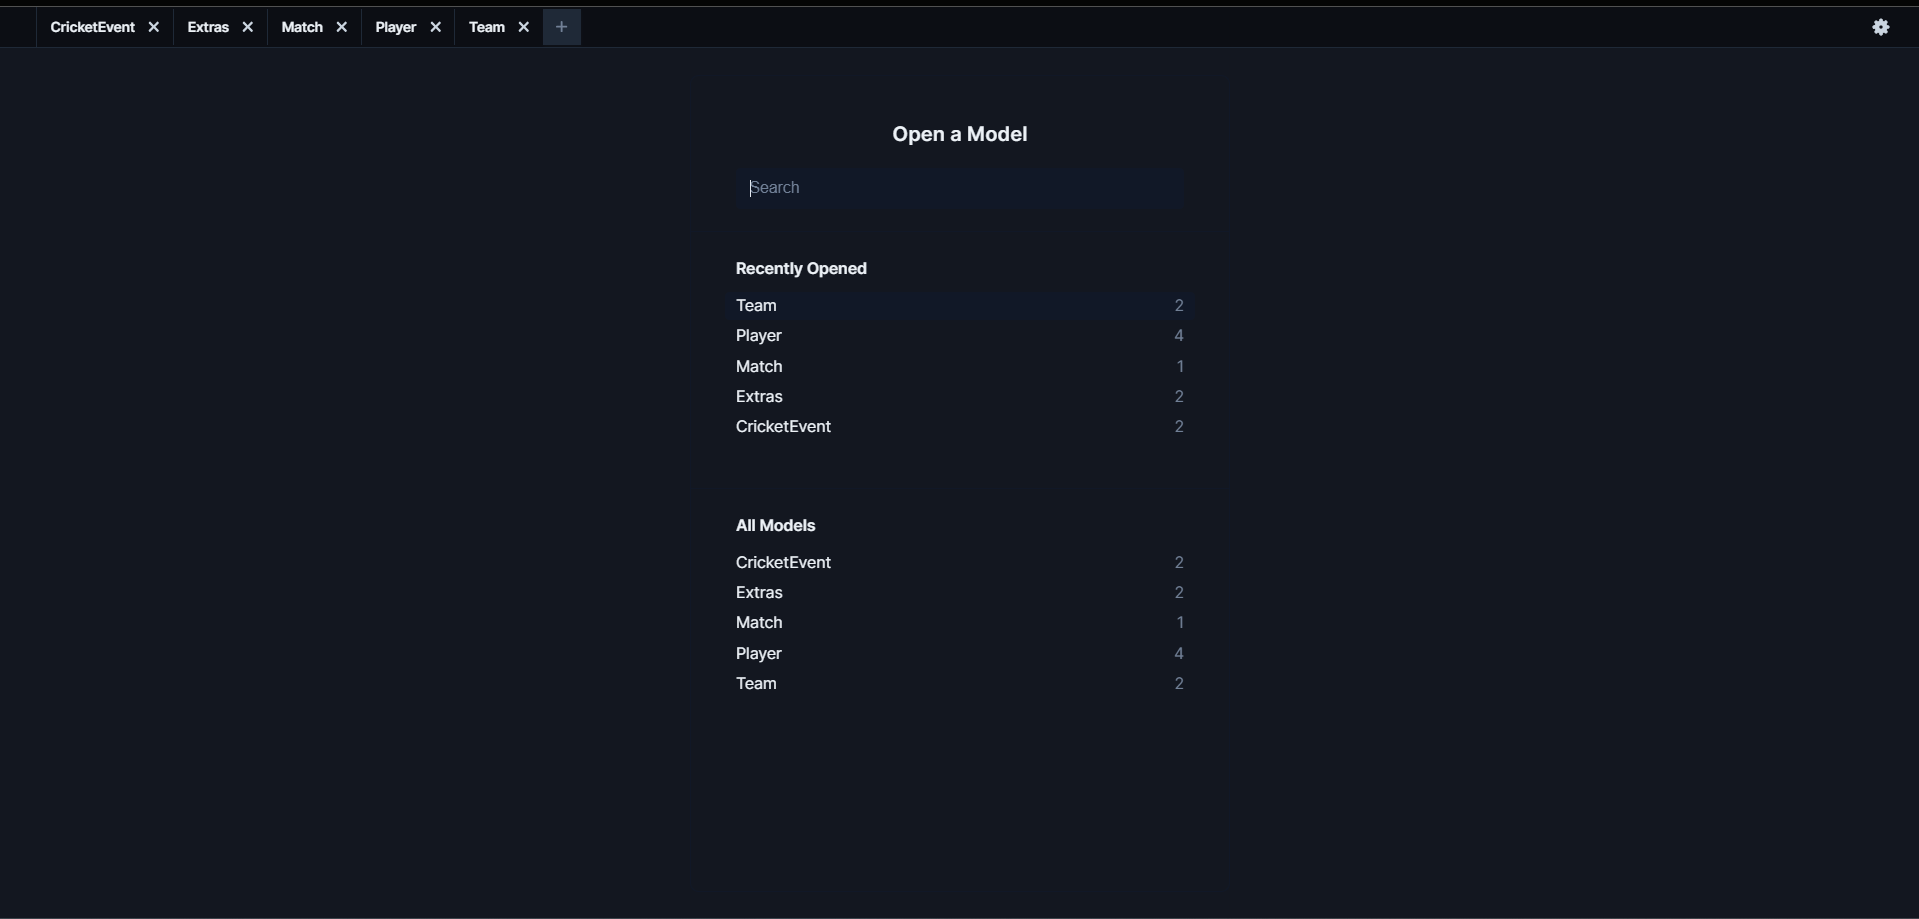 CricketEvent ✕ Extras ✕ Match ✕ Player ✕ Team ✕ +
Open a Model
Search
Recently Opened
Team 2
Player 4
Match 1
Extras 2
CricketEvent 2
All Models
CricketEvent 2
Extras 2
Match 1
Player 4
Team 2